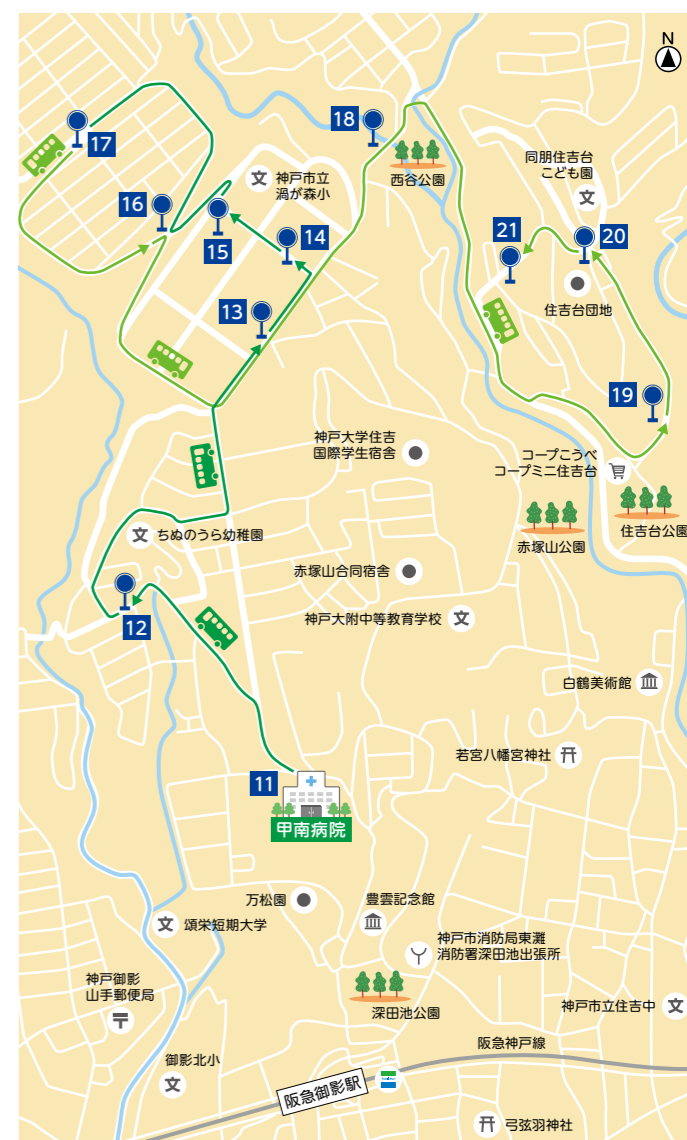 N
18
17
西谷公園
同朋住吉台
こども園
神戸市立
渦が森小
16
15
14
21
20
住吉台団地
13
19
神戸大学住吉
国際学生宿舎
コープこうべ
コープミニ住吉台
住吉台公園
赤塚山公園
ちぬのうら幼稚園
赤塚山合同宿舎
12
神戸大附中等教育学校
白鶴美術館
若宮八幡宮神社
11
甲南病院
万松園
豊雲記念館
頌栄短期大学
神戸市消防局東灘
消防署深田池出張所
神戸御影
山手郵便局
深田池公園
神戸市立住吉中
阪急神戸線
御影北小
阪急御影駅
弓弦羽神社
文
文
文
文
文
文
文